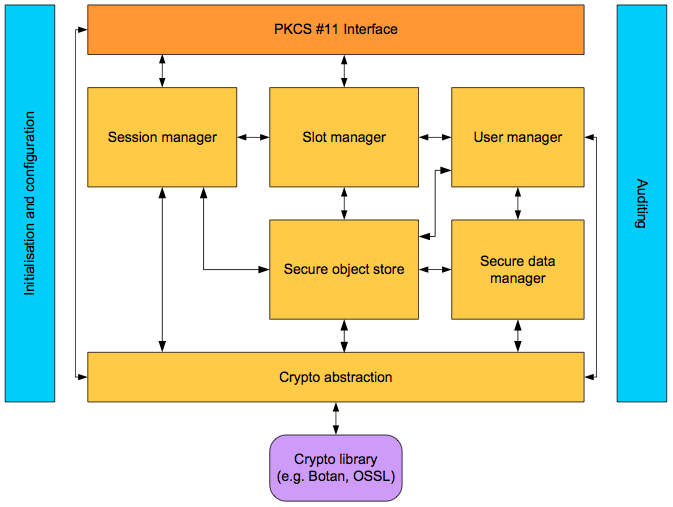 PKCS #11 Interface
Initialisation and configuration
Session manager
Slot manager
User manager
Auditing
Secure object store
Secure data
manager
Crypto abstraction
Crypto library
(e.g. Botan, OSSL)